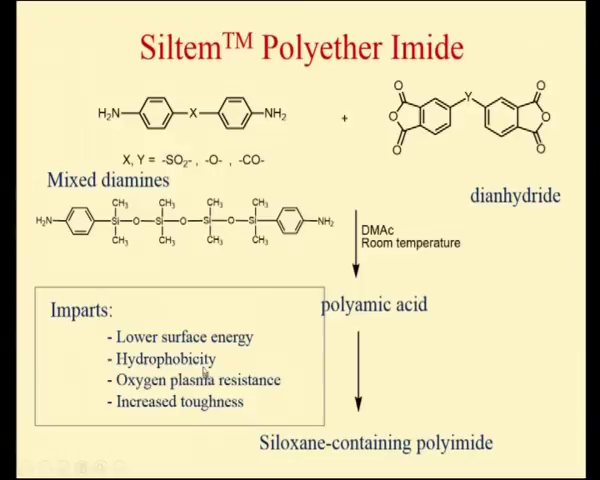 Siltem™ Polyether Imide
H₂N X NH₂ + O O O Y O O O
X, Y = -SO₂- , -O- , -CO-
Mixed diamines
dianhydride
CH₃ CH₃ CH₃ CH₃
H₂N Si O Si O Si O Si NH₂
CH₃ CH₃ CH₃ CH₃
DMAc
Room temperature
polyamic acid
Imparts:
- Lower surface energy
- Hydrophobicity
- Oxygen plasma resistance
- Increased toughness
Siloxane-containing polyimide